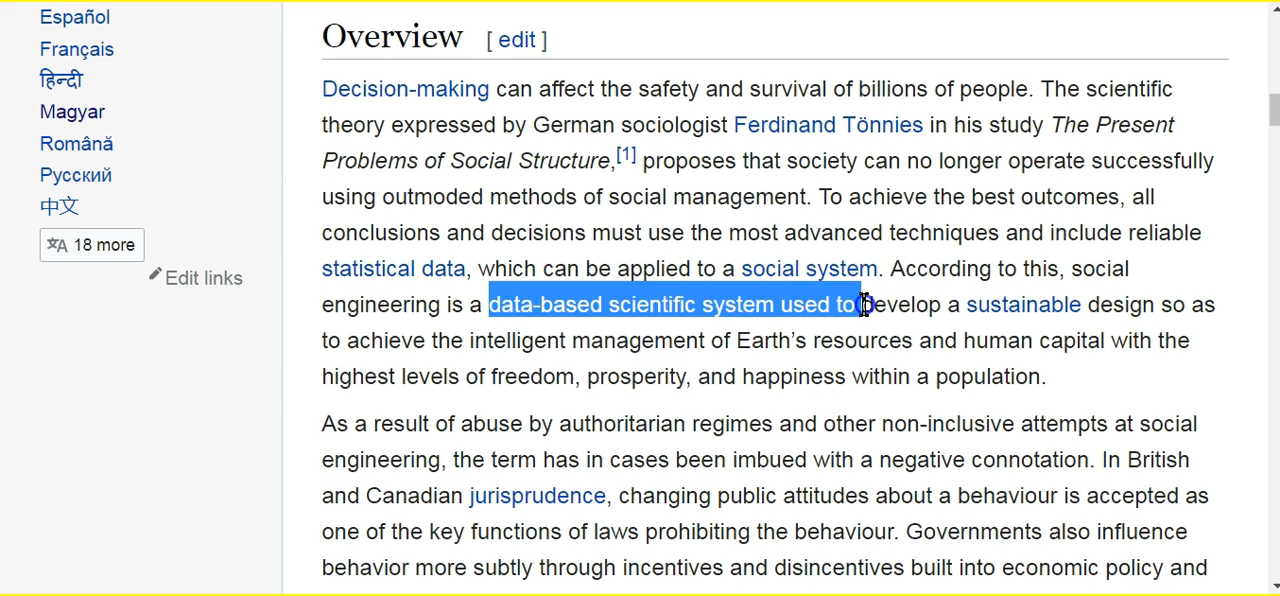 Español
Français
हिन्दी
Magyar
Română
Русский
中文
18 more
Edit links
Overview [ edit ]
Decision-making can affect the safety and survival of billions of people. The scientific
theory expressed by German sociologist Ferdinand Tönnies in his study The Present
Problems of Social Structure,[1] proposes that society can no longer operate successfully
using outmoded methods of social management. To achieve the best outcomes, all
conclusions and decisions must use the most advanced techniques and include reliable
statistical data, which can be applied to a social system. According to this, social
engineering is a data-based scientific system used to develop a sustainable design so as
to achieve the intelligent management of Earth's resources and human capital with the
highest levels of freedom, prosperity, and happiness within a population.
As a result of abuse by authoritarian regimes and other non-inclusive attempts at social
engineering, the term has in cases been imbued with a negative connotation. In British
and Canadian jurisprudence, changing public attitudes about a behaviour is accepted as
one of the key functions of laws prohibiting the behaviour. Governments also influence
behavior more subtly through incentives and disincentives built into economic policy and